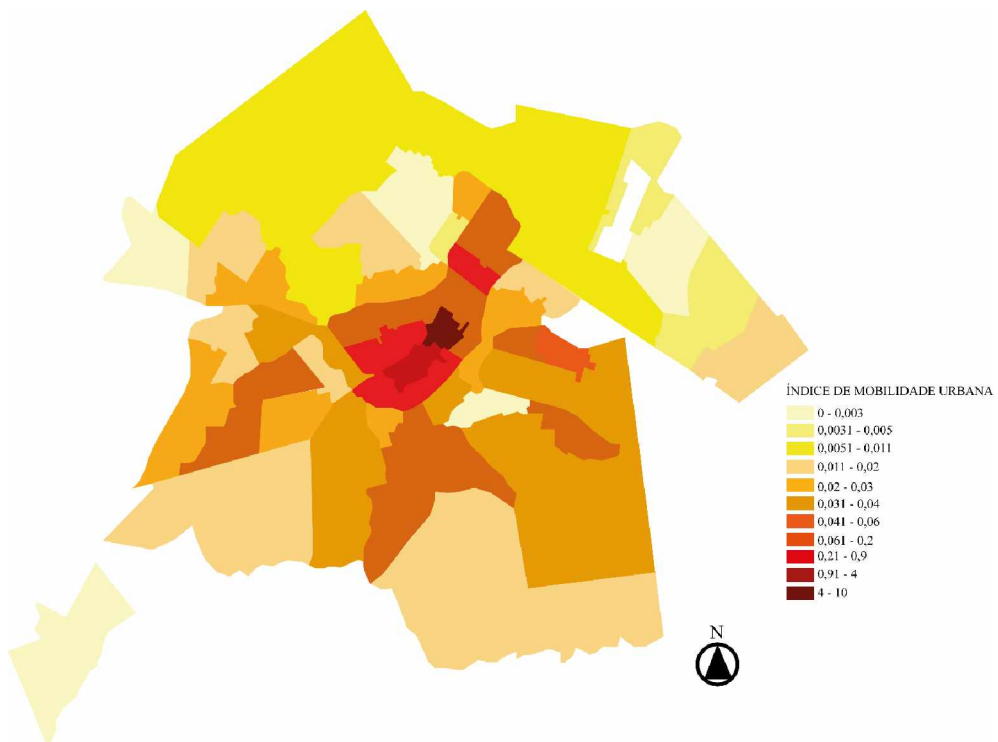 ÍNDICE DE MOBILIDADE URBANA
0 - 0,003
0,0031 - 0,005
0,0051 - 0,011
0,011 - 0,02
0,02 - 0,03
0,031 - 0,04
0,041 - 0,06
0,061 - 0,2
0,21 - 0,9
0,91 - 4
4 - 10
N